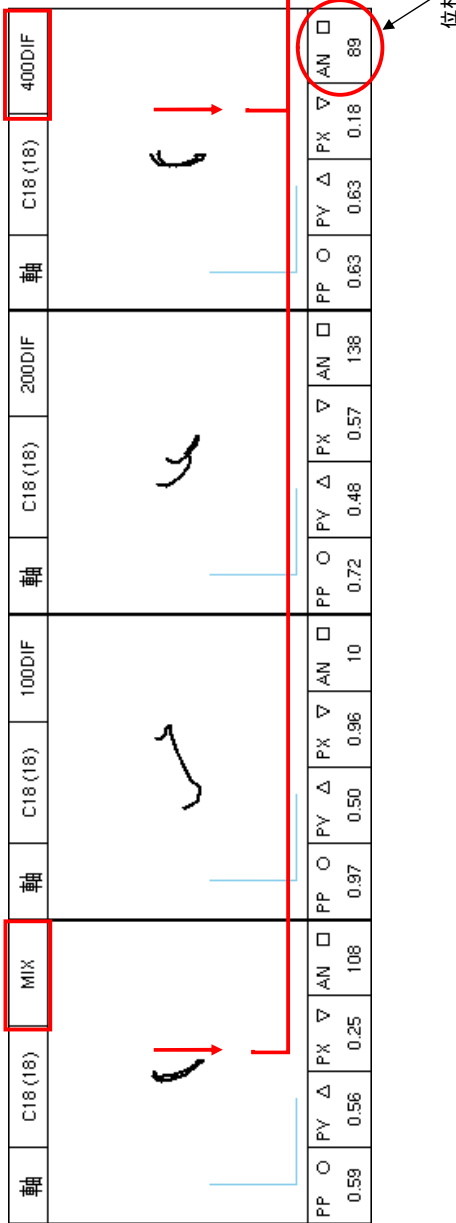 軸 C18(18) MIX 軸 C18(18) 100DIF 軸 C18(18) 200DIF 軸 C18(18) 400DIF
PP ○ PY △ PX ▽ AN □ PP ○ PY △ PX ▽ AN □ PP ○ PY △ PX ▽ AN □ PP ○ PY △ PX ▽ AN □
0.59 0.56 0.25 108 0.97 0.50 0.96 10 0.72 0.48 0.57 138 0.63 0.63 0.18 89
位